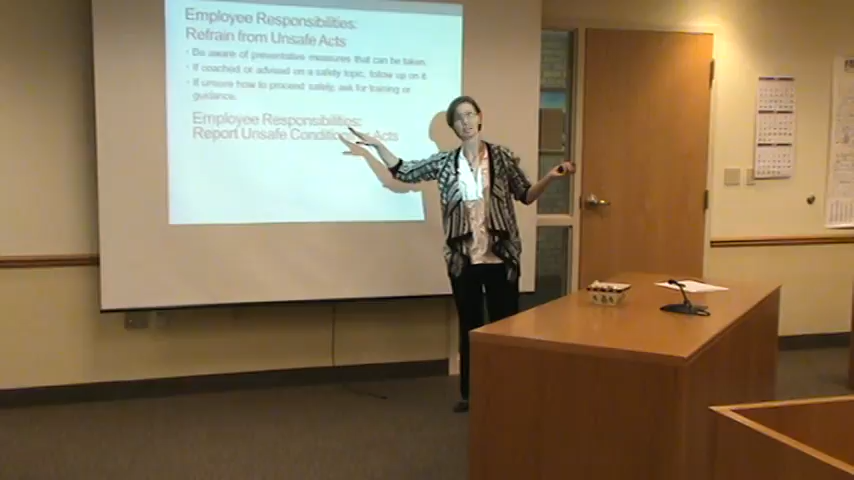 Employee Responsibilities:
Refrain from Unsafe Acts
• Be aware of preventative measures that can be taken.
• If coached or advised on a safety topic, follow up on it.
• If unsure how to proceed safely, ask for training or
guidance.
Employee Responsibilities:
Report Unsafe Conditions or Acts